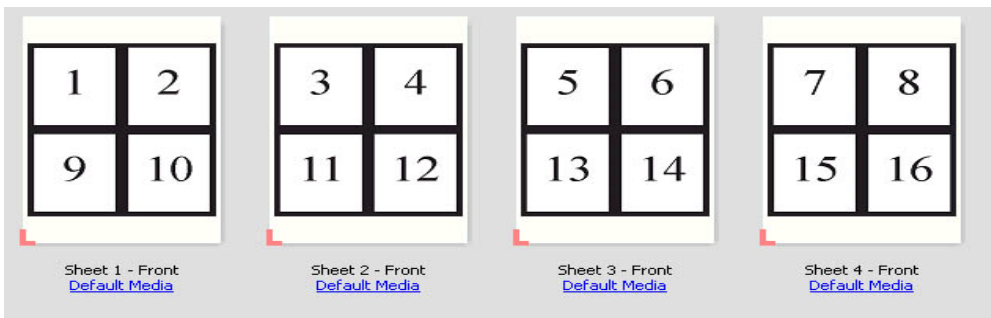 1 2
9 10
Sheet 1 - Front
Default Media
3 4
11 12
Sheet 2 - Front
Default Media
5 6
13 14
Sheet 3 - Front
Default Media
7 8
15 16
Sheet 4 - Front
Default Media